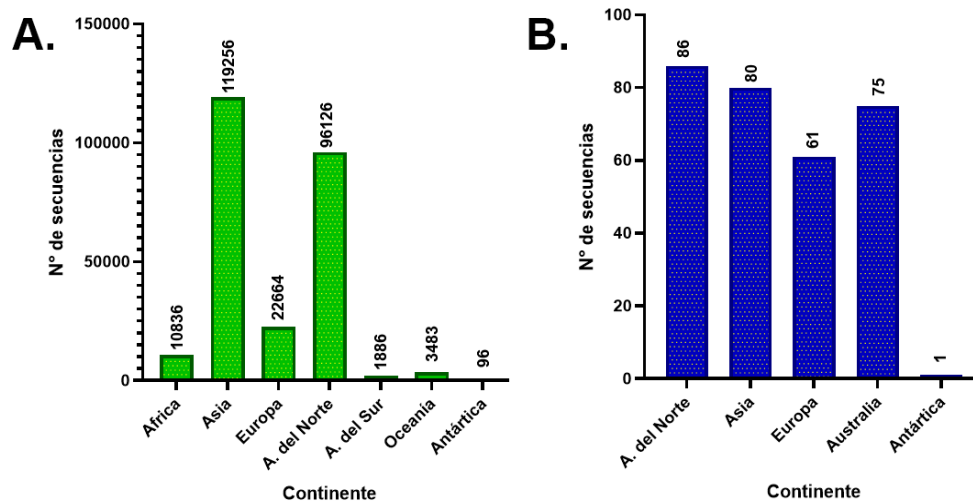 A.
N° de secuencias
150000
100000
50000
0
10836
119256
22664
96126
1886
3483
96
Africa
Asia
Europa
A. del Norte
A. del Sur
Oceanía
Antártica
Continente
B.
N° de secuencias
100
80
60
40
20
0
86
80
61
75
1
A. del Norte
Asia
Europa
Australia
Antártica
Continente